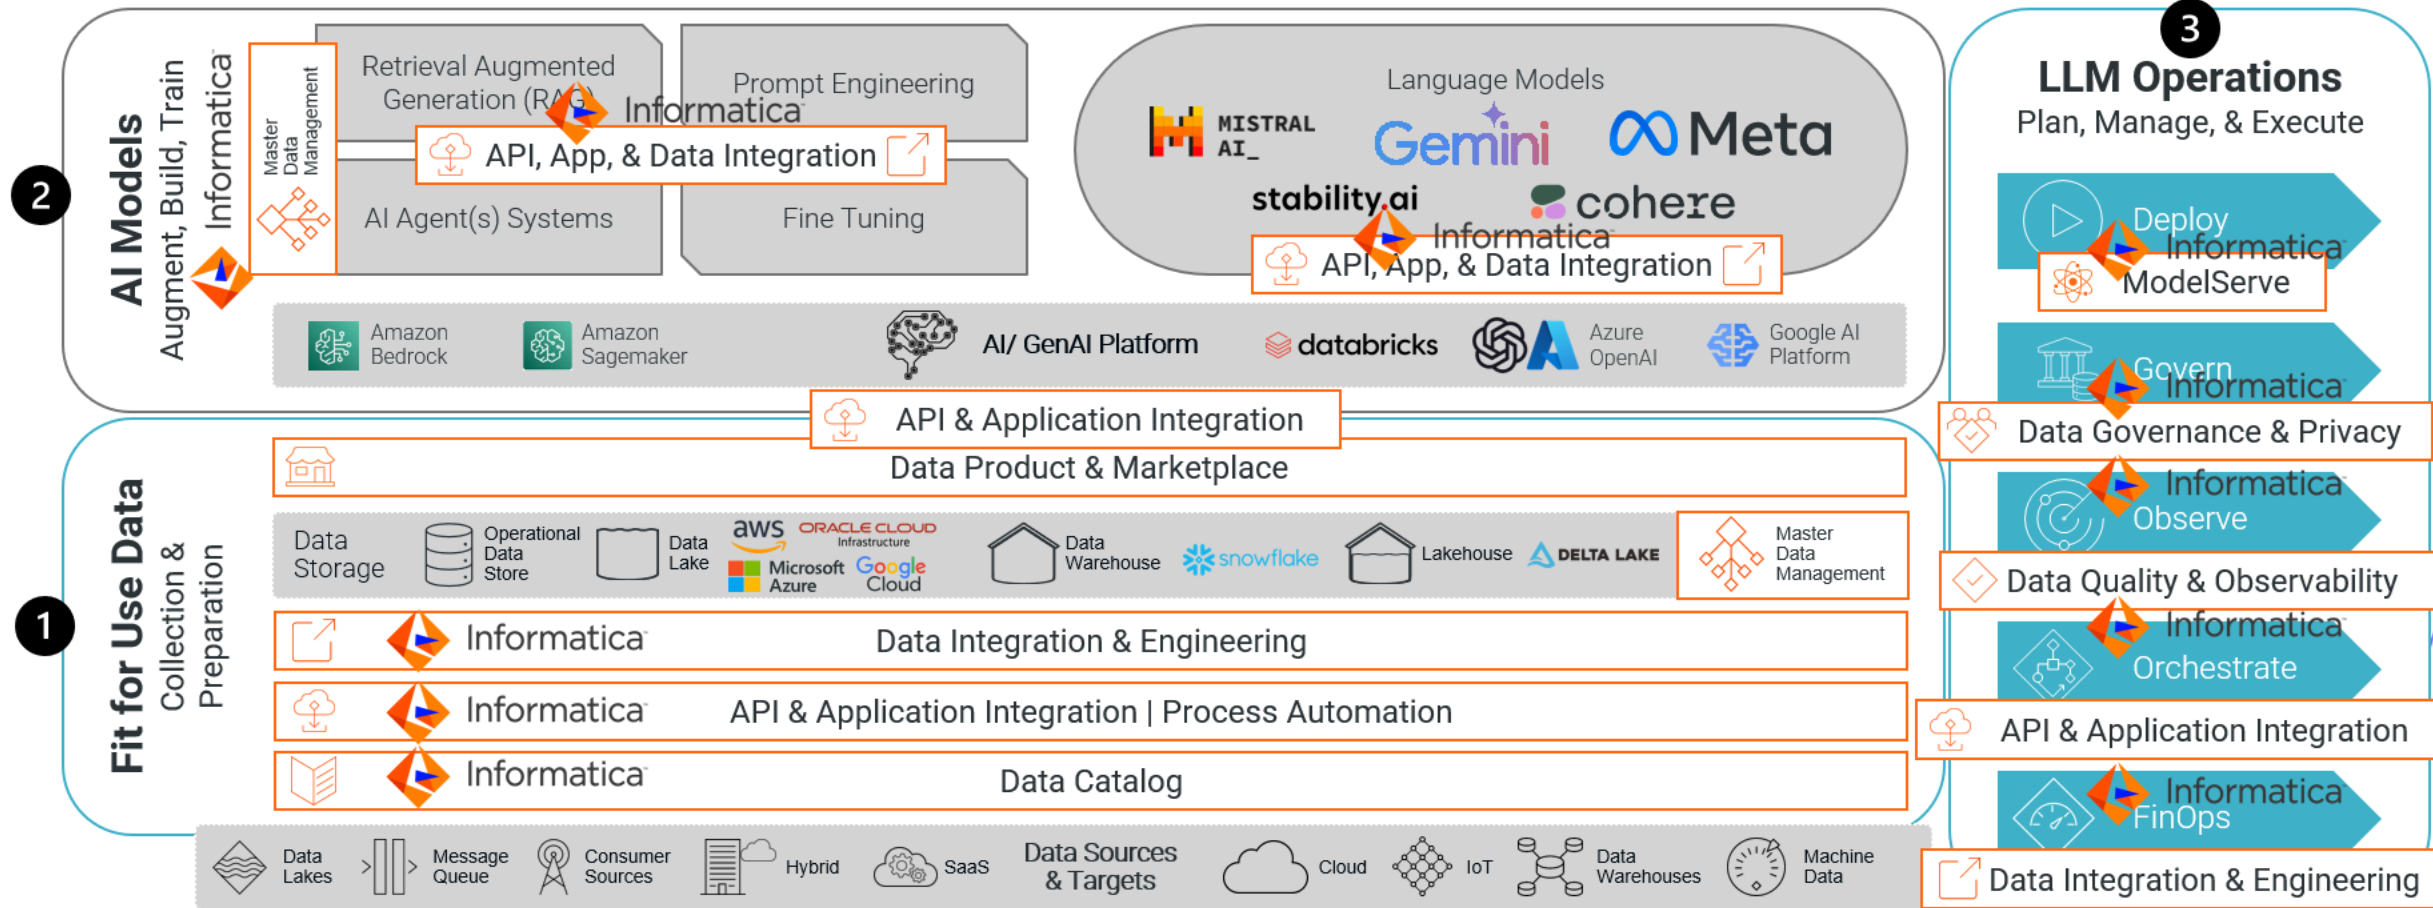 2
AI Models
Augment, Build, Train
Informatica
Master
Data
Management
Retrieval Augmented
Generation (RAG)
Prompt Engineering
Informatica
API, App, & Data Integration
AI Agent(s) Systems
Fine Tuning
Language Models
MISTRAL
AI_
Gemini
Meta
stability.ai
cohere
Informatica
API, App, & Data Integration
Amazon
Bedrock
Amazon
Sagemaker
AI/ GenAI Platform
databricks
Azure
OpenAI
Google AI
Platform
API & Application Integration
1
Fit for Use Data
Collection &
Preparation
Data Product & Marketplace
Data
Storage
Operational
Data
Store
Data
Lake
aws
ORACLE CLOUD
Infrastructure
Microsoft
Azure
Google
Cloud
Data
Warehouse
snowflake
Lakehouse
DELTA LAKE
Master
Data
Management
Informatica
Data Integration & Engineering
Informatica
API & Application Integration | Process Automation
Informatica
Data Catalog
Data
Lakes
Message
Queue
Consumer
Sources
Hybrid
SaaS
Data Sources
& Targets
Cloud
IoT
Data
Warehouses
Machine
Data
3
LLM Operations
Plan, Manage, & Execute
Deploy
Informatica
ModelServe
Govern
Informatica
Data Governance & Privacy
Informatica
Observe
Data Quality & Observability
Informatica
Orchestrate
API & Application Integration
Informatica
FinOps
Data Integration & Engineering